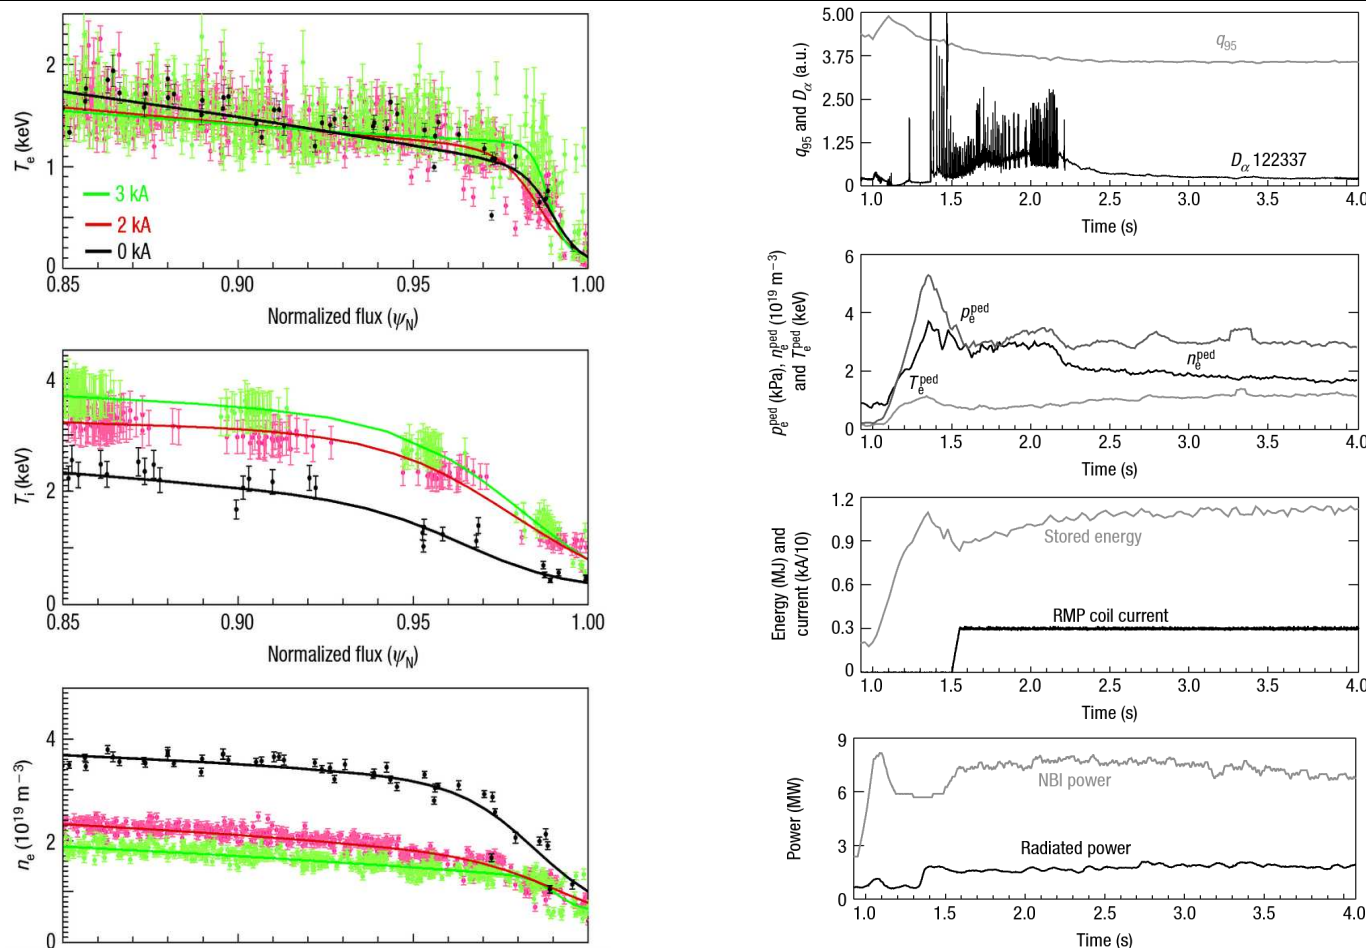 2
1
0
T_e (keV)
3 kA
2 kA
0 kA
0.85 0.90 0.95 1.00
Normalized flux (ψ_N)
4
2
0
T_i (keV)
0.85 0.90 0.95 1.00
Normalized flux (ψ_N)
4
2
0
n_e (10^19 m^−3)
5.00
3.75
2.50
1.25
0
q_95 and D_α (a.u.)
q_95
D_α 122337
1.0 1.5 2.0 2.5 3.0 3.5 4.0
Time (s)
6
4
2
0
p_e^ped (kPa), n_e^ped (10^19 m^−3)
and T_e^ped (keV)
p_e^ped
n_e^ped
T_e^ped
1.0 1.5 2.0 2.5 3.0 3.5 4.0
Time (s)
1.2
0.9
0.6
0.3
0
Energy (MJ) and
current (kA/10)
Stored energy
RMP coil current
1.0 1.5 2.0 2.5 3.0 3.5 4.0
Time (s)
9
6
3
0
Power (MW)
NBI power
Radiated power
1.0 1.5 2.0 2.5 3.0 3.5 4.0
Time (s)